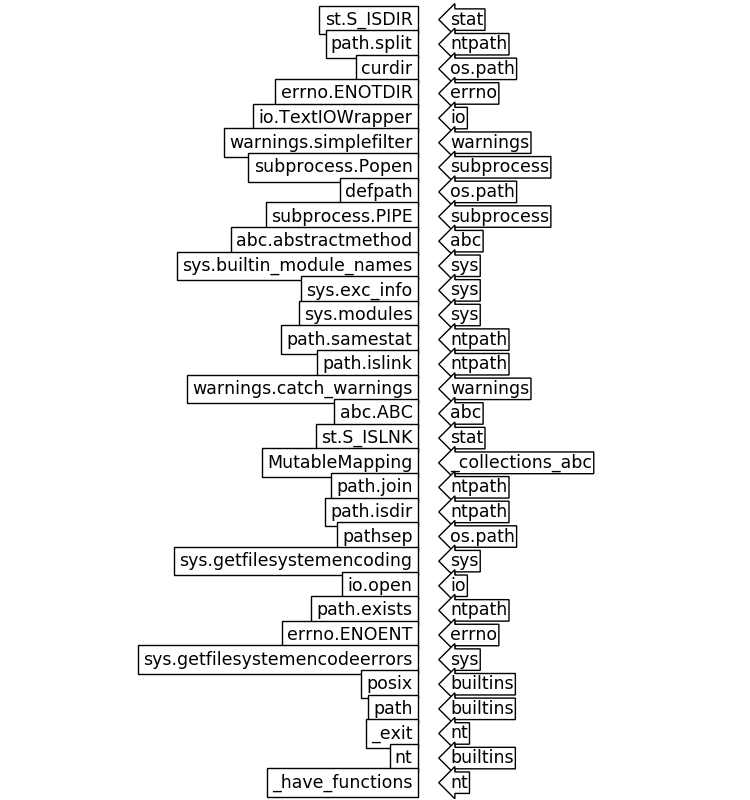 st.S_ISDIR stat
path.split ntpath
curdir os.path
errno.ENOTDIR errno
io.TextIOWrapper io
warnings.simplefilter warnings
subprocess.Popen subprocess
defpath os.path
subprocess.PIPE subprocess
abc.abstractmethod abc
sys.builtin_module_names sys
sys.exc_info sys
sys.modules sys
path.samestat ntpath
path.islink ntpath
warnings.catch_warnings warnings
abc.ABC abc
st.S_ISLNK stat
MutableMapping _collections_abc
path.join ntpath
path.isdir ntpath
pathsep os.path
sys.getfilesystemencoding sys
io.open io
path.exists ntpath
errno.ENOENT errno
sys.getfilesystemencodeerrors sys
posix builtins
path builtins
_exit nt
nt builtins
_have_functions nt